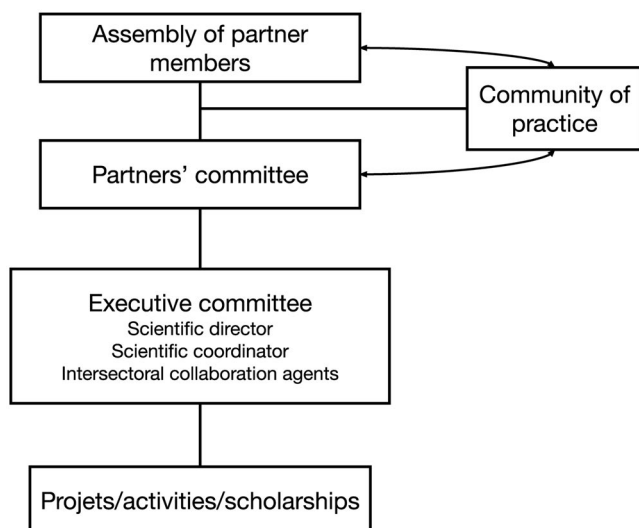 Assembly of partner
members
Community of
practice
Partners’ committee
Executive committee
Scientific director
Scientific coordinator
Intersectoral collaboration agents
Projets/activities/scholarships